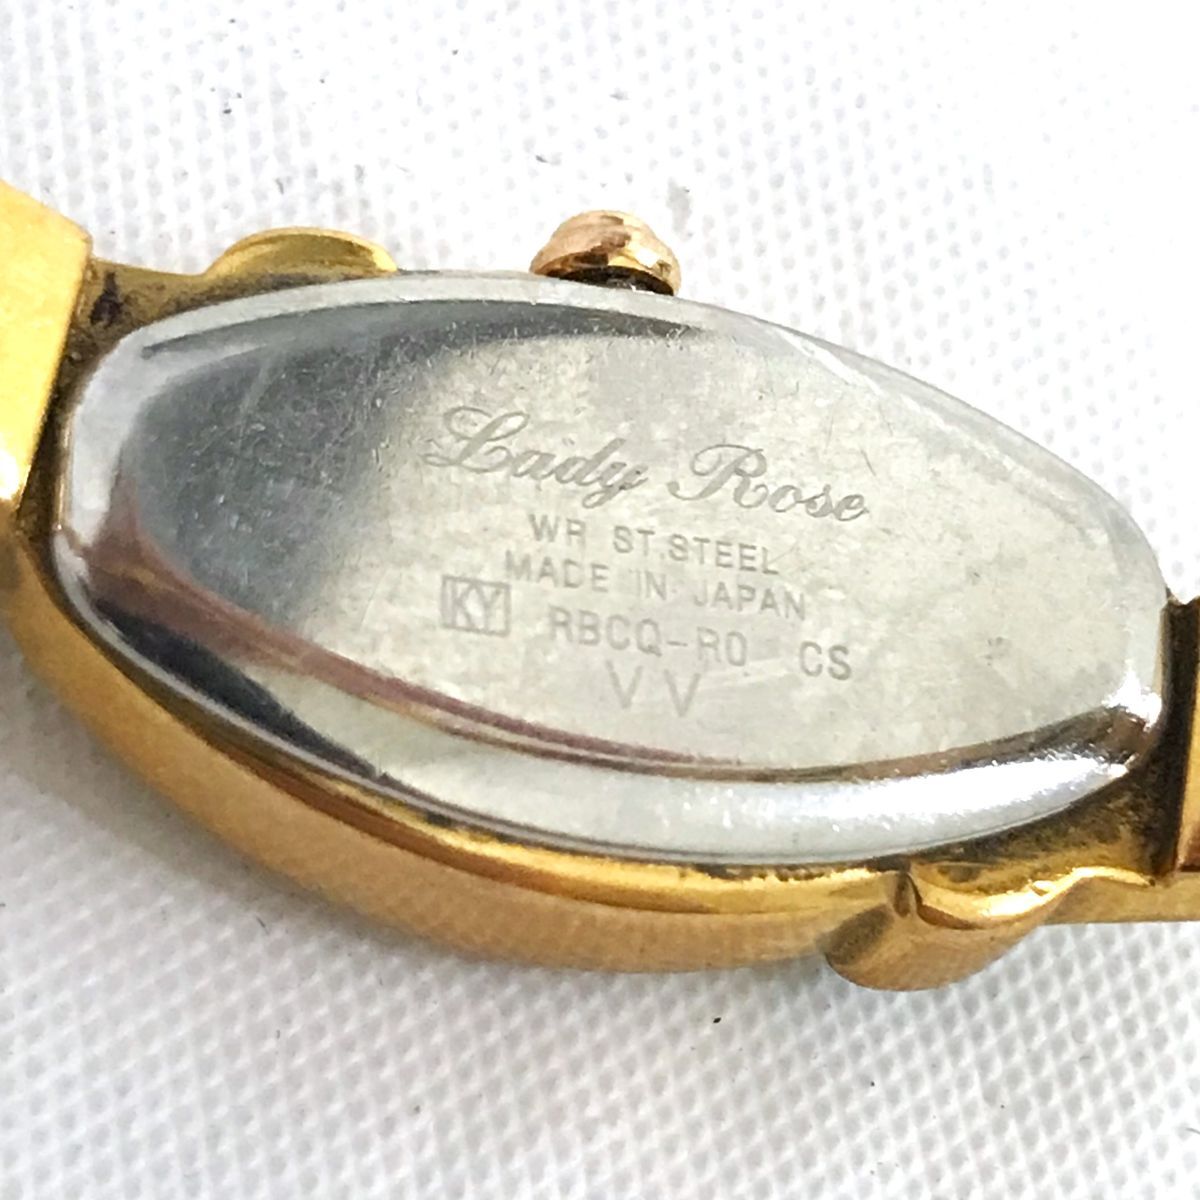 Lady Rose
WR ST.STEEL
MADE IN JAPAN
KY RBCQ-R0 CS
VV